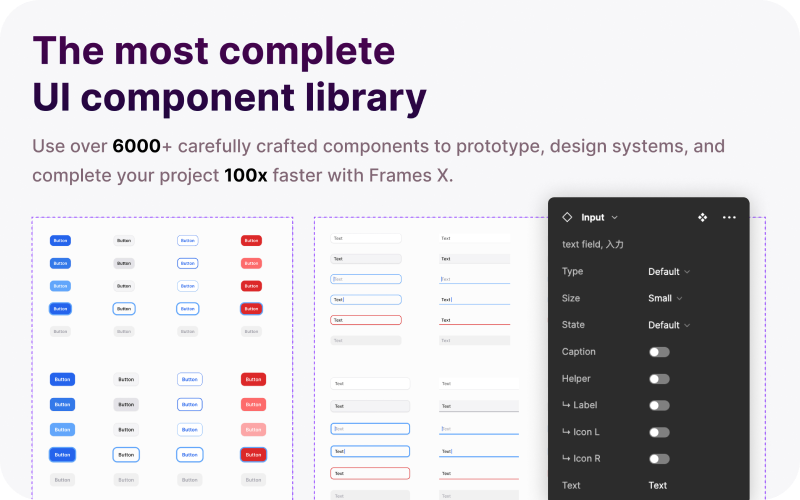 The most complete
UI component library
Use over 6000+ carefully crafted components to prototype, design systems, and
complete your project 100x faster with Frames X.
Button Button Button Button
Button Button Button Button
Button Button Button Button
Button Button Button Button
Button Button Button Button
Button Button Button Button
Button Button Button Button
Button Button Button Button
Button Button Button Button
Button Button Button Button
Text Text
Text Text
Text Text
Text Text
Text Text
Text Text
Text Text
Text Text
Text Text
Text Text
Text Text
Text Text
Input
text field, 入力
Type Default
Size Small
State Default
Caption
Helper
↳ Label
↳ Icon L
↳ Icon R
Text Text